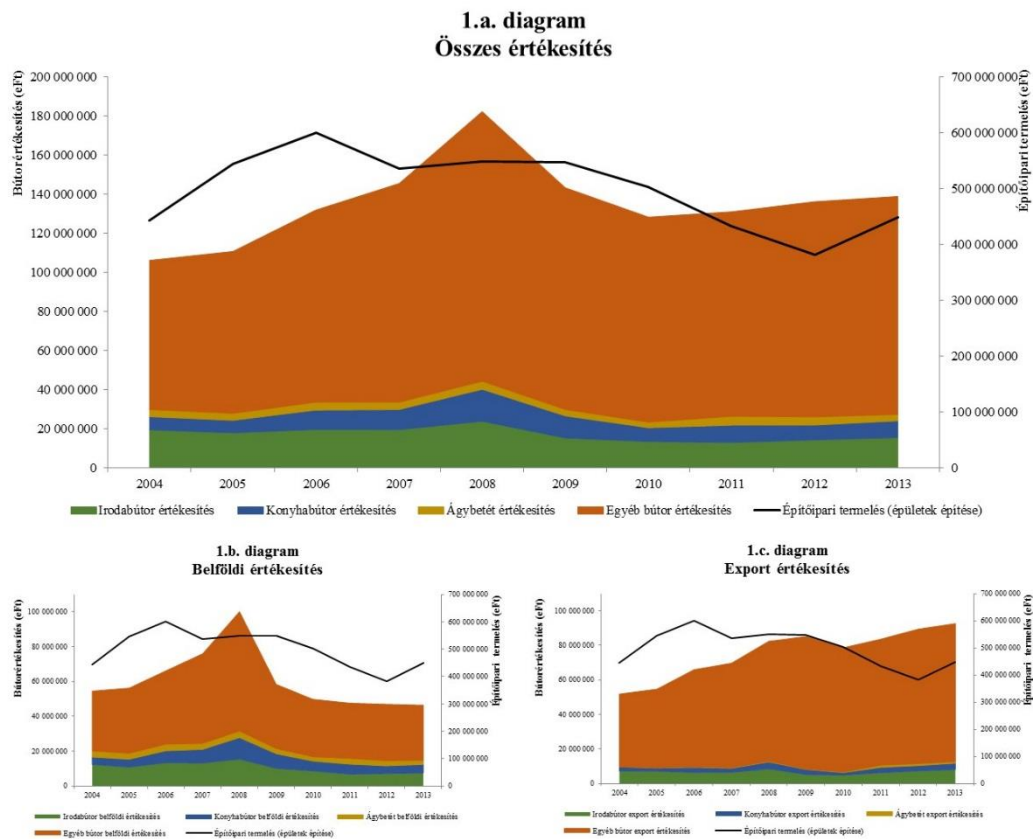 1.a. diagram
Összes értékesítés
Bútorértékesítés (eFt)
Építőipari termelés (eFt)
200 000 000
180 000 000
160 000 000
140 000 000
120 000 000
100 000 000
80 000 000
60 000 000
40 000 000
20 000 000
0
700 000 000
600 000 000
500 000 000
400 000 000
300 000 000
200 000 000
100 000 000
0
2004 2005 2006 2007 2008 2009 2010 2011 2012 2013
Irodabútor értékesítés Konyhabútor értékesítés Ágybetét értékesítés Egyéb bútor értékesítés Építőipari termelés (épületek építése)
1.b. diagram
Belföldi értékesítés
Bútorértékesítés (eFt)
Építőipari termelés (eFt)
100 000 000
80 000 000
60 000 000
40 000 000
20 000 000
0
700 000 000
600 000 000
500 000 000
400 000 000
300 000 000
200 000 000
100 000 000
0
2004 2005 2006 2007 2008 2009 2010 2011 2012 2013
Irodabútor belföldi értékesítés Konyhabútor belföldi értékesítés Ágybetét belföldi értékesítés
Egyéb bútor belföldi értékesítés Építőipari termelés (épületek építése)
1.c. diagram
Export értékesítés
Bútorértékesítés (eFt)
Építőipari termelés (eFt)
100 000 000
80 000 000
60 000 000
40 000 000
20 000 000
0
700 000 000
600 000 000
500 000 000
400 000 000
300 000 000
200 000 000
100 000 000
0
2004 2005 2006 2007 2008 2009 2010 2011 2012 2013
Irodabútor export értékesítés Konyhabútor export értékesítés Ágybetét export értékesítés
Egyéb bútor export értékesítés Építőipari termelés (épületek építése)